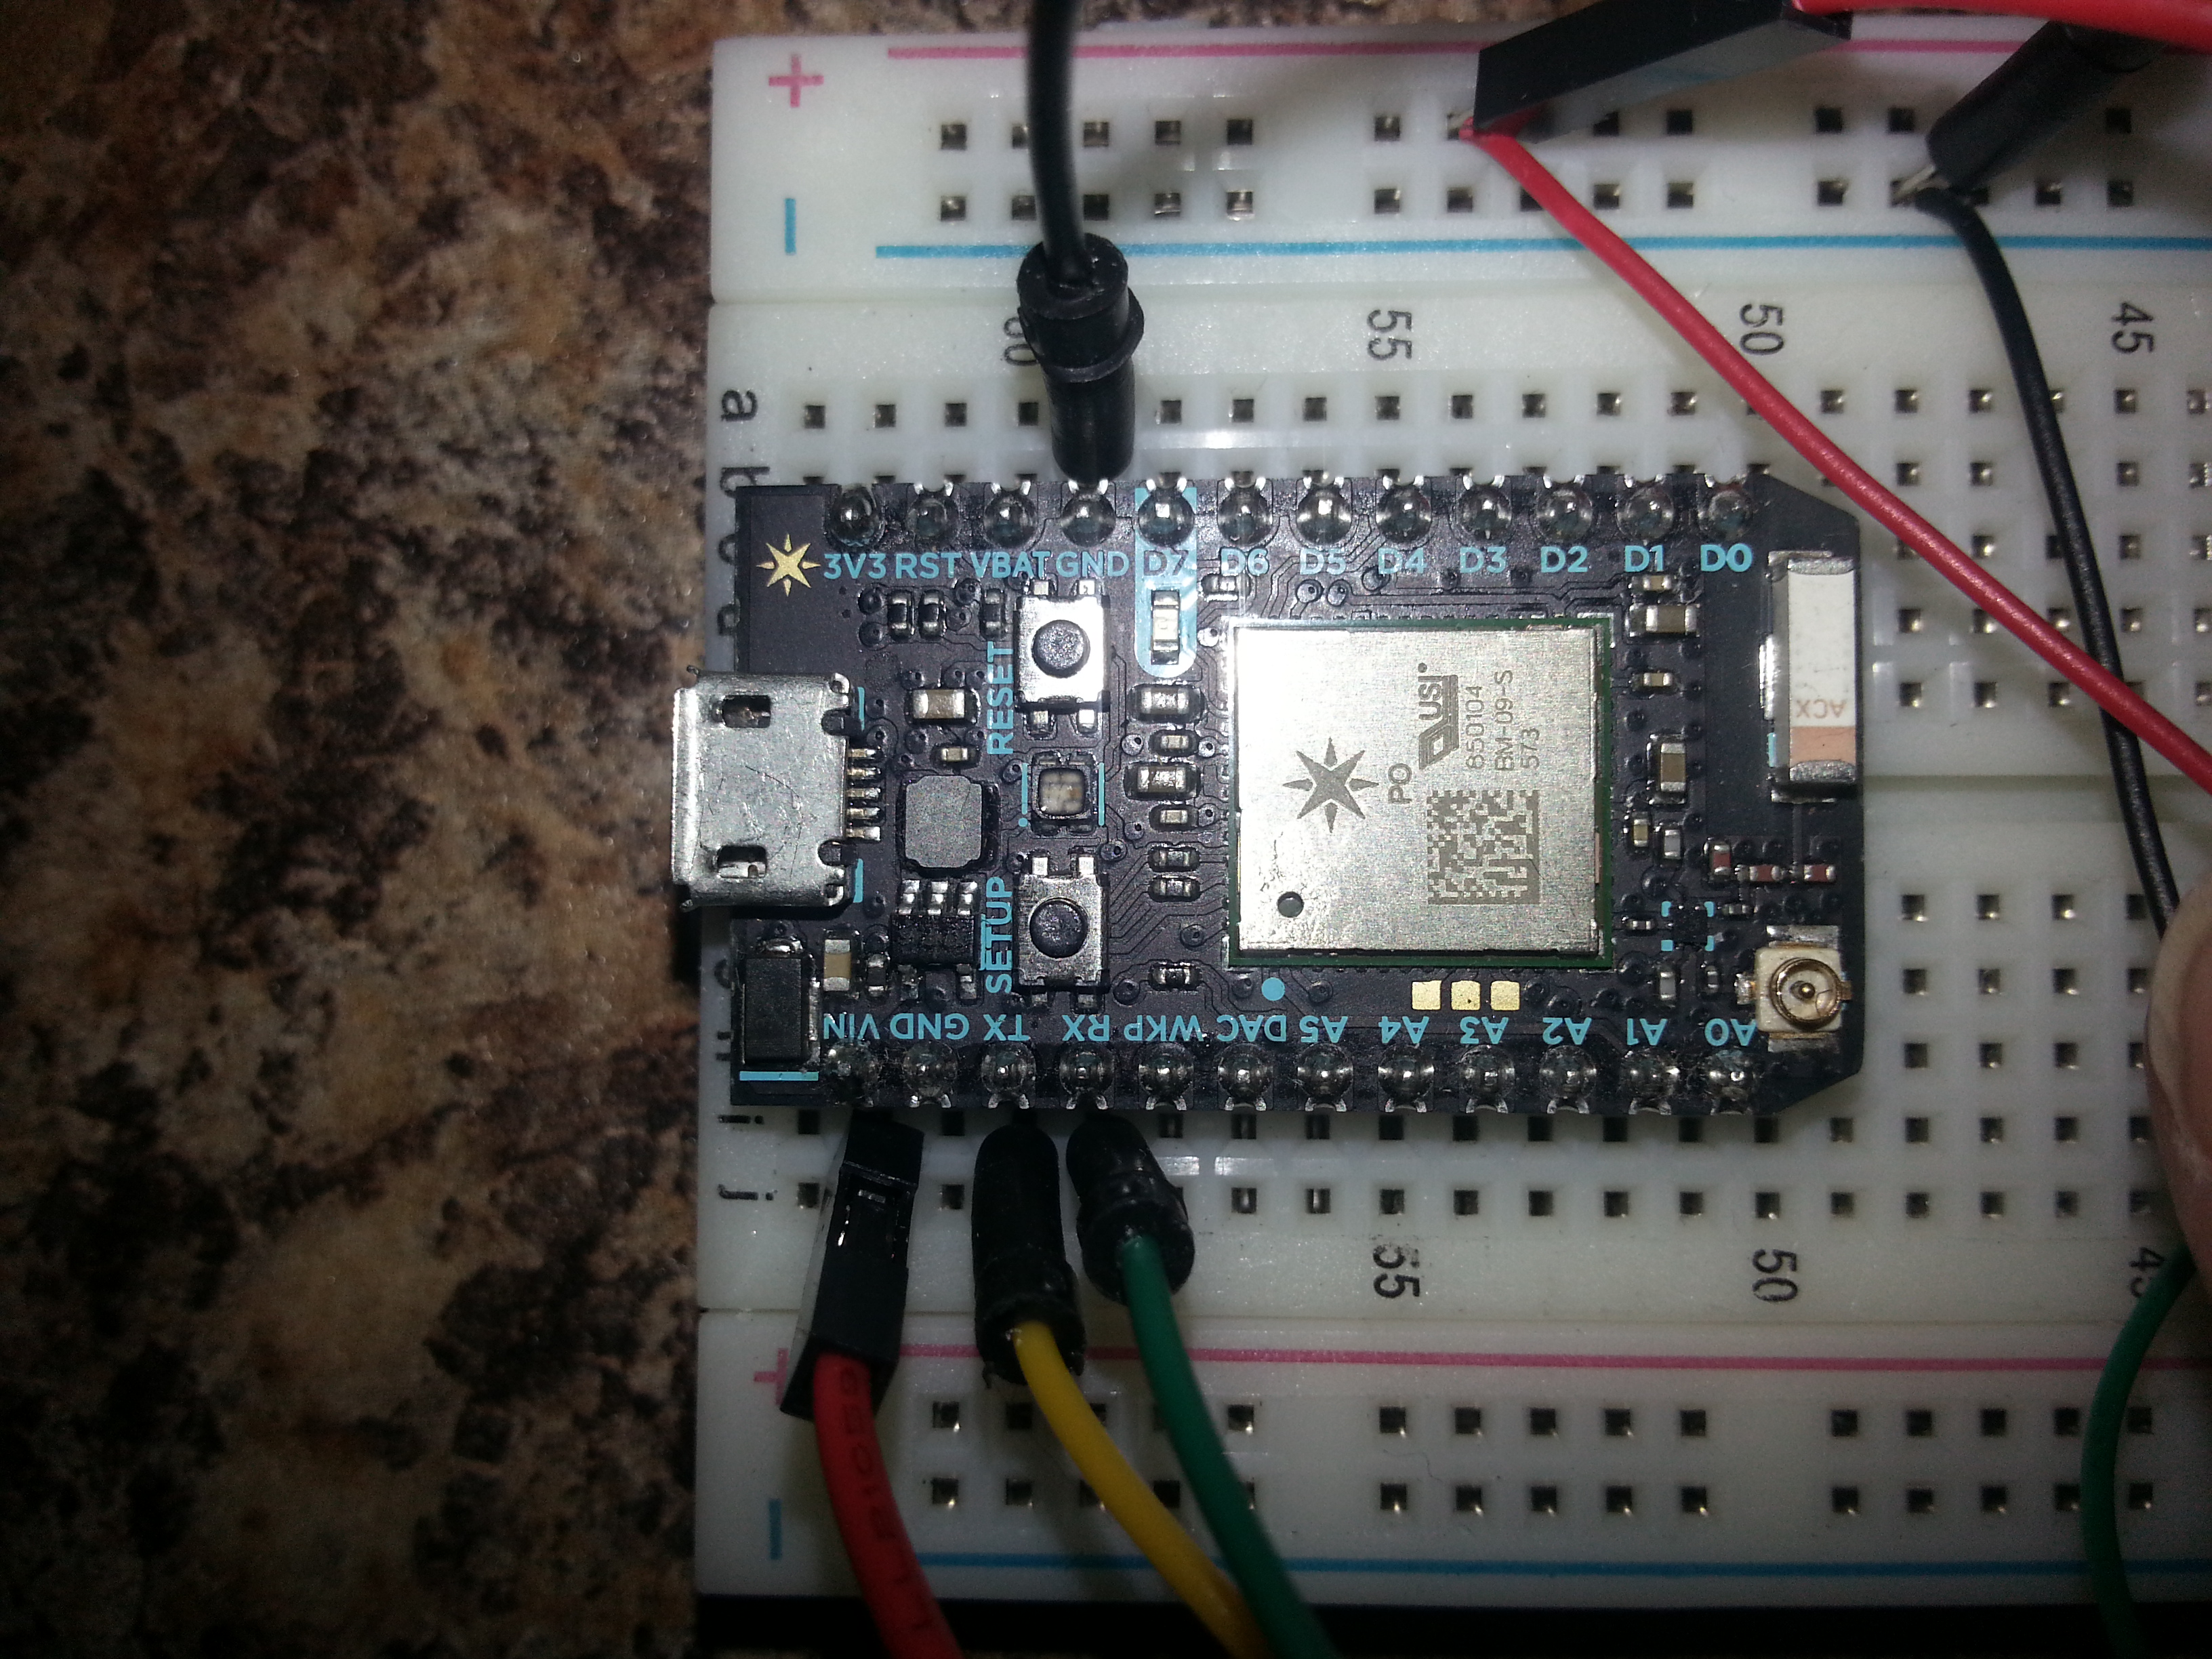 j i
c b a
- +
- +
VIN
GND
TX
RX
WKP
DAC
A5
A4
A3
A2
A1
A0
SETUP
RESET
3V3
RST
VBAT
GND
D7
D6
D5
D4
D3
D2
D1
D0
60
PO
USI
850104
BM-09-S
573
55
55
50
50
ACX
45
45